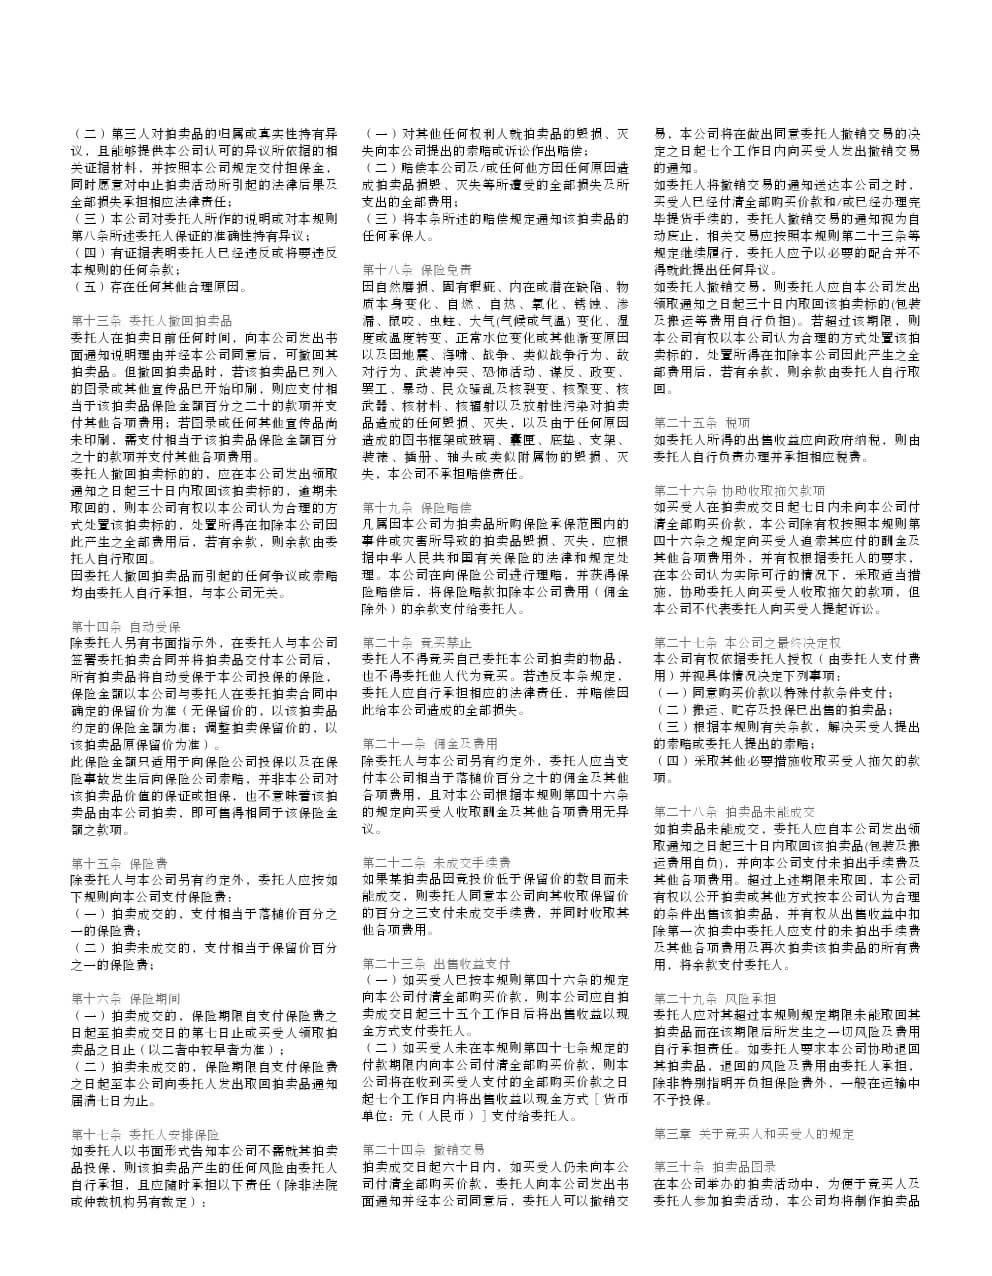 （二）第三人对拍卖品的归属或真实性持有异
议，且能够提供本公司认可的异议所依据的相
关证据材料，并按照本公司规定交付担保金，
同时愿意对中止拍卖活动所引起的法律后果及
全部损失承担相应法律责任；
（三）本公司对委托人所作的说明或对本规则
第八条所述委托人保证的准确性持有异议；
（四）有证据表明委托人已经违反或将要违反
本规则的任何条款；
（五）存在任何其他合理原因。
第十三条 委托人撤回拍卖品
委托人在拍卖日前任何时间，向本公司发出书
面通知说明理由并经本公司同意后，可撤回其
拍卖品。但撤回拍卖品时，若该拍卖品已列入
的图录或其他宣传品已开始印刷，则应支付相
当于该拍卖品保险金额百分之二十的款项并支
付其他各项费用；若图录或任何其他宣传品尚
未印刷，需支付相当于该拍卖品保险金额百分
之十的款项并支付其他各项费用。
委托人撤回拍卖标的的，应在本公司发出领取
通知之日起三十日内取回该拍卖标的，逾期未
取回的，则本公司有权以本公司认为合理的方
式处置该拍卖标的，处置所得在扣除本公司因
此产生之全部费用后，若有余款，则余款由委
托人自行取回。
因委托人撤回拍卖品而引起的任何争议或索赔
均由委托人自行承担，与本公司无关。
第十四条 自动受保
除委托人另有书面指示外，在委托人与本公司
签署委托拍卖合同并将拍卖品交付本公司后，
所有拍卖品将自动受保于本公司投保的保险，
保险金额以本公司与委托人在委托拍卖合同中
确定的保留价为准（无保留价的，以该拍卖品
约定的保险金额为准；调整拍卖保留价的，以
该拍卖品原保留价为准）。
此保险金额只适用于向保险公司投保以及在保
险事故发生后向保险公司索赔，并非本公司对
该拍卖品价值的保证或担保，也不意味着该拍
卖品由本公司拍卖，即可售得相同于该保险金
额之款项。
第十五条 保险费
除委托人与本公司另有约定外，委托人应按如
下规则向本公司支付保险费：
（一）拍卖成交的，支付相当于落槌价百分之
一的保险费；
（二）拍卖未成交的，支付相当于保留价百分
之一的保险费；
第十六条 保险期间
（一）拍卖成交的，保险期限自支付保险费之
日起至拍卖成交日的第七日止或买受人领取拍
卖品之日止（以二者中较早者为准）；
（二）拍卖未成交的，保险期限自支付保险费
之日起至本公司向委托人发出取回拍卖品通知
届满七日为止。
第十七条 委托人安排保险
如委托人以书面形式告知本公司不需就其拍卖
品投保，则该拍卖品产生的任何风险由委托人
自行承担，且应随时承担以下责任（除非法院
或仲裁机构另有裁定）：
（一）对其他任何权利人就拍卖品的毁损、灭
失向本公司提出的索赔或诉讼作出赔偿；
（二）赔偿本公司及/或任何他方因任何原因造
成拍卖品损毁、灭失等所遭受的全部损失及所
支出的全部费用；
（三）将本条所述的赔偿规定通知该拍卖品的
任何承保人。
第十八条 保险免责
因自然磨损、固有瑕疵、内在或潜在缺陷、物
质本身变化、自燃、自热、氧化、锈蚀、渗
漏、鼠咬、虫蛀、大气(气候或气温) 变化、湿
度或温度转变、正常水位变化或其他渐变原因
以及因地震、海啸、战争、类似战争行为、敌
对行为、武装冲突、恐怖活动、谋反、政变、
罢工、暴动、民众骚乱及核裂变、核聚变、核
武器、核材料、核辐射以及放射性污染对拍卖
品造成的任何毁损、灭失，以及由于任何原因
造成的图书框架或玻璃、囊匣、底垫、支架、
装裱、插册、轴头或类似附属物的毁损、灭
失，本公司不承担赔偿责任。
第十九条 保险赔偿
凡属因本公司为拍卖品所购保险承保范围内的
事件或灾害所导致的拍卖品毁损、灭失，应根
据中华人民共和国有关保险的法律和规定处
理。本公司在向保险公司进行理赔，并获得保
险赔偿后，将保险赔款扣除本公司费用（佣金
除外）的余款支付给委托人。
第二十条 竞买禁止
委托人不得竞买自己委托本公司拍卖的物品，
也不得委托他人代为竞买。若违反本条规定，
委托人应自行承担相应的法律责任，并赔偿因
此给本公司造成的全部损失。
第二十一条 佣金及费用
除委托人与本公司另有约定外，委托人应当支
付本公司相当于落槌价百分之十的佣金及其他
各项费用，且对本公司根据本规则第四十六条
的规定向买受人收取酬金及其他各项费用无异
议。
第二十二条 未成交手续费
如果某拍卖品因竞投价低于保留价的数目而未
能成交，则委托人同意本公司向其收取保留价
的百分之三支付未成交手续费，并同时收取其
他各项费用。
第二十三条 出售收益支付
（一）如买受人已按本规则第四十六条的规定
向本公司付清全部购买价款，则本公司应自拍
卖成交日起三十五个工作日后将出售收益以现
金方式支付委托人。
（二）如买受人未在本规则第四十七条规定的
付款期限内向本公司付清全部购买价款，则本
公司将在收到买受人支付的全部购买价款之日
起七个工作日内将出售收益以现金方式［货币
单位：元（人民币）］支付给委托人。
第二十四条 撤销交易
拍卖成交日起六十日内，如买受人仍未向本公
司付清全部购买价款，委托人向本公司发出书
面通知并经本公司同意后，委托人可以撤销交
易，本公司将在做出同意委托人撤销交易的决
定之日起七个工作日内向买受人发出撤销交易
的通知。
如委托人将撤销交易的通知送达本公司之时，
买受人已经付清全部购买价款和/或已经办理完
毕提货手续的，委托人撤销交易的通知视为自
动废止，相关交易应按照本规则第二十三条等
规定继续履行，委托人应予以必要的配合并不
得就此提出任何异议。
如委托人撤销交易，则委托人应自本公司发出
领取通知之日起三十日内取回该拍卖标的(包装
及搬运等费用自行负担)。若超过该期限，则
本公司有权以本公司认为合理的方式处置该拍
卖标的，处置所得在扣除本公司因此产生之全
部费用后，若有余款，则余款由委托人自行取
回。
第二十五条 税项
如委托人所得的出售收益应向政府纳税，则由
委托人自行负责办理并承担相应税费。
第二十六条 协助收取拖欠款项
如买受人在拍卖成交日起七日内未向本公司付
清全部购买价款，本公司除有权按照本规则第
四十六条之规定向买受人追索其应付的酬金及
其他各项费用外，并有权根据委托人的要求，
在本公司认为实际可行的情况下，采取适当措
施，协助委托人向买受人收取拖欠的款项，但
本公司不代表委托人向买受人提起诉讼。
第二十七条 本公司之最终决定权
本公司有权依据委托人授权（由委托人支付费
用）并视具体情况决定下列事项：
（一）同意购买价款以特殊付款条件支付；
（二）搬运、贮存及投保已出售的拍卖品；
（三）根据本规则有关条款，解决买受人提出
的索赔或委托人提出的索赔；
（四）采取其他必要措施收取买受人拖欠的款
项。
第二十八条 拍卖品未能成交
如拍卖品未能成交，委托人应自本公司发出领
取通知之日起三十日内取回该拍卖品(包装及搬
运费用自负)，并向本公司支付未拍出手续费及
其他各项费用。超过上述期限未取回，本公司
有权以公开拍卖或其他方式按本公司认为合理
的条件出售该拍卖品，并有权从出售收益中扣
除第一次拍卖中委托人应支付的未拍出手续费
及其他各项费用及再次拍卖该拍卖品的所有费
用，将余款支付委托人。
第二十九条 风险承担
委托人应对其超过本规则规定期限未能取回其
拍卖品而在该期限后所发生之一切风险及费用
自行承担责任。如委托人要求本公司协助退回
其拍卖品，退回的风险及费用由委托人承担，
除非特别指明并负担保险费外，一般在运输中
不予投保。
第三章 关于竞买人和买受人的规定
第三十条 拍卖品图录
在本公司举办的拍卖活动中，为便于竞买人及
委托人参加拍卖活动，本公司均将制作拍卖品